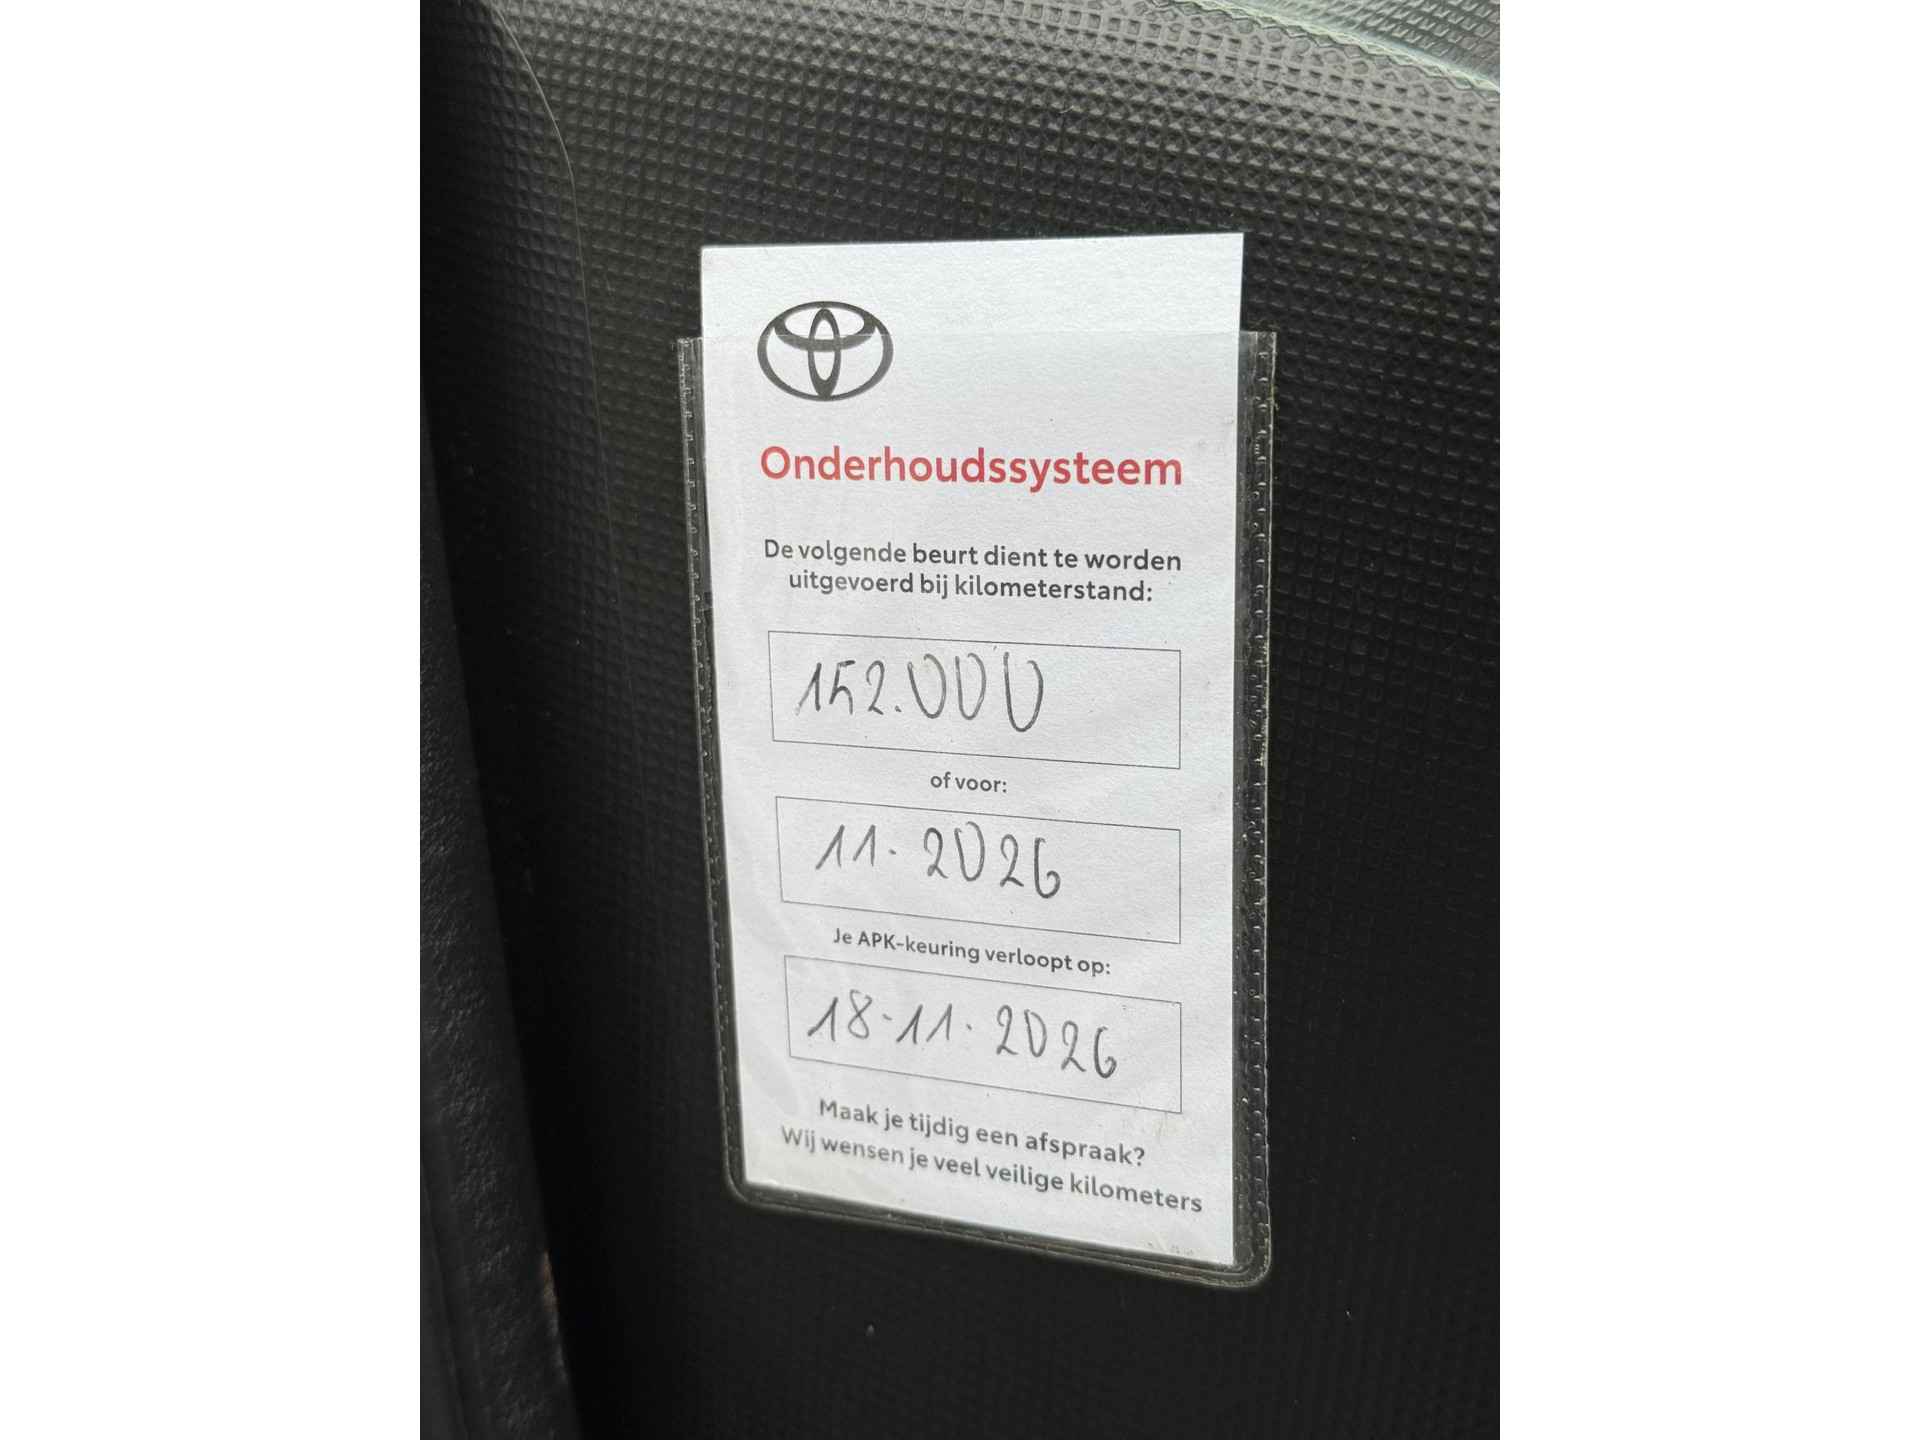 Onderhoudssysteem
De volgende beurt dient te worden
uitgevoerd bij kilometerstand:
152.000
of voor:
11. 2026
Je APK-keuring verloopt op:
18-11. 2026
Maak je tijdig een afspraak?
Wij wensen je veel veilige kilometers